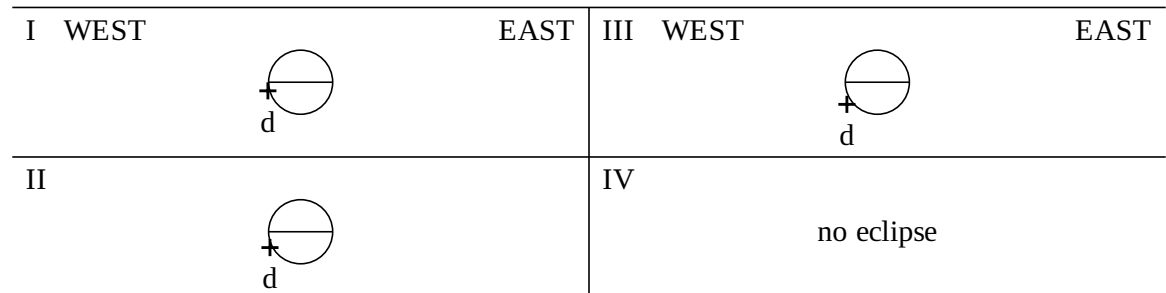 I WEST EAST
d
II
d
III WEST EAST
d
IV
no eclipse